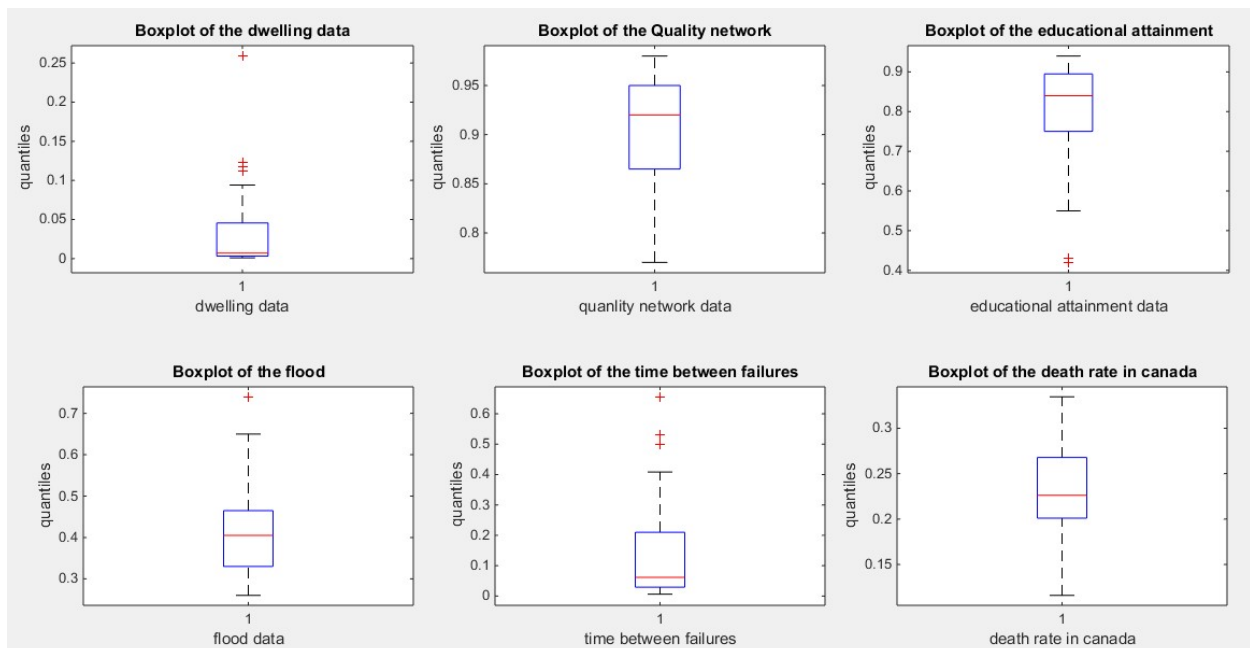 Boxplot of the dwelling data
0.25
0.2
0.15
0.1
0.05
0
quantiles
1
dwelling data
Boxplot of the Quality network
0.95
0.9
0.85
0.8
quantiles
1
quanlity network data
Boxplot of the educational attainment
0.9
0.8
0.7
0.6
0.5
0.4
quantiles
1
educational attainment data
Boxplot of the flood
0.7
0.6
0.5
0.4
0.3
quantiles
1
flood data
Boxplot of the time between failures
0.6
0.5
0.4
0.3
0.2
0.1
0
quantiles
1
time between failures
Boxplot of the death rate in canada
0.3
0.25
0.2
0.15
quantiles
1
death rate in canada